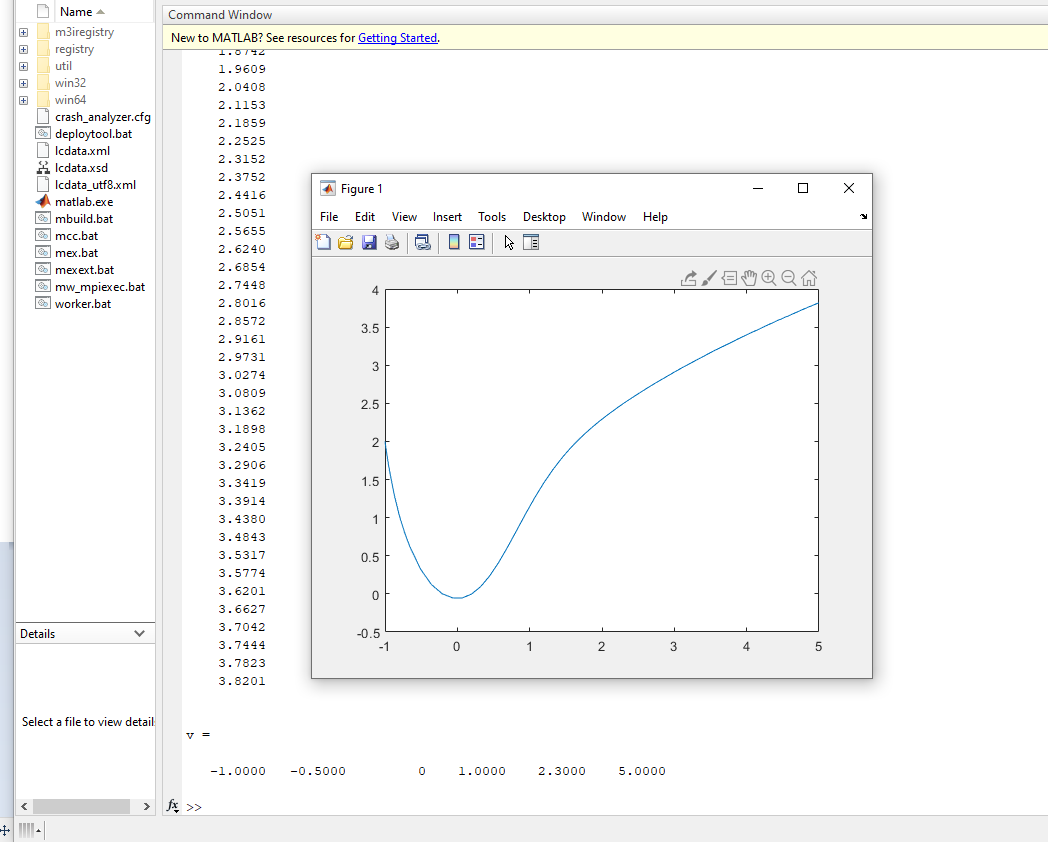 Name
m3iregistry
registry
util
win32
win64
crash_analyzer.cfg
deploytool.bat
lcdata.xml
lcdata.xsd
lcdata_utf8.xml
matlab.exe
mbuild.bat
mcc.bat
mex.bat
mexext.bat
mw_mpiexec.bat
worker.bat
Details
Select a file to view detail
Command Window
New to MATLAB? See resources for Getting Started.
1.8742
1.9609
2.0408
2.1153
2.1859
2.2525
2.3152
2.3752
2.4416
2.5051
2.5655
2.6240
2.6854
2.7448
2.8016
2.8572
2.9161
2.9731
3.0274
3.0809
3.1362
3.1898
3.2405
3.2906
3.3419
3.3914
3.4380
3.4843
3.5317
3.5774
3.6201
3.6627
3.7042
3.7444
3.7823
3.8201
v =
-1.0000 -0.5000 0 1.0000 2.3000 5.0000
fx >>
Figure 1
File Edit View Insert Tools Desktop Window Help
4
3.5
3
2.5
2
1.5
1
0.5
0
-0.5
-1 0 1 2 3 4 5